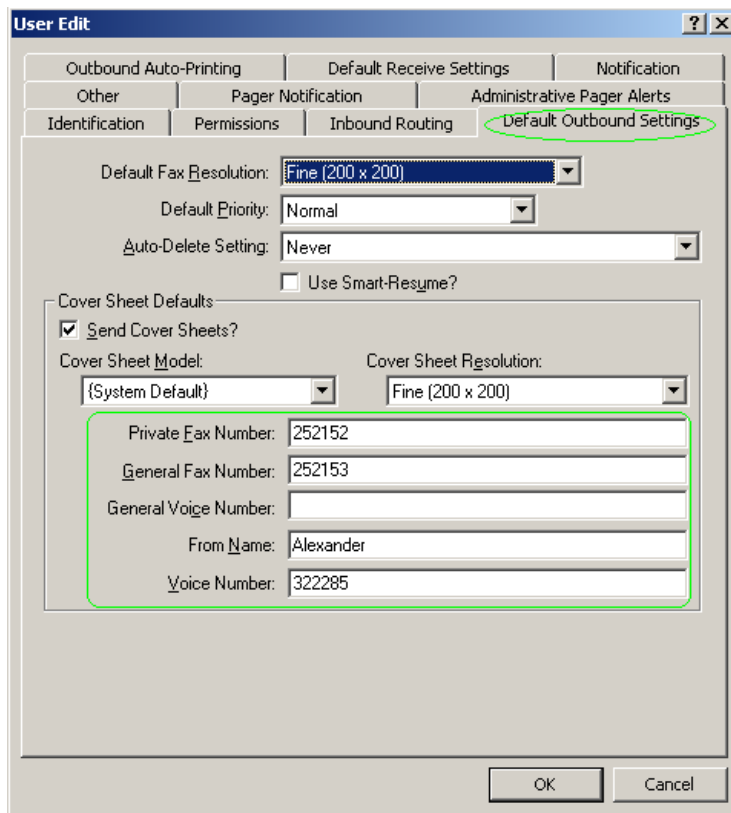 User Edit
Outbound Auto-Printing Default Receive Settings Notification
Other Pager Notification Administrative Pager Alerts
Identification Permissions Inbound Routing Default Outbound Settings
Default Fax Resolution: Fine (200 x 200)
Default Priority: Normal
Auto-Delete Setting: Never
Use Smart-Resume?
Cover Sheet Defaults
Send Cover Sheets?
Cover Sheet Model: Cover Sheet Resolution:
{System Default} Fine (200 x 200)
Private Fax Number: 252152
General Fax Number: 252153
General Voice Number:
From Name: Alexander
Voice Number: 322285
OK Cancel